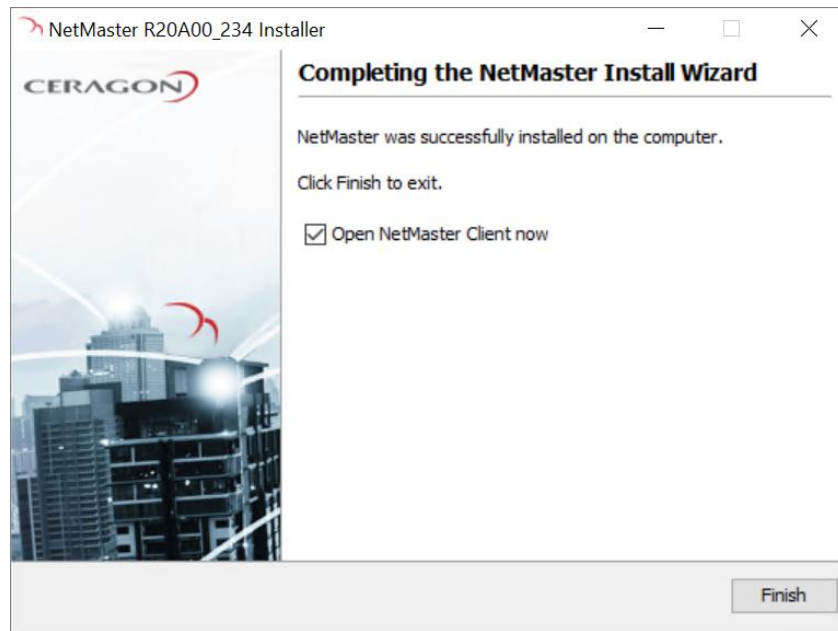 NetMaster R20A00_234 Installer
CERAGON
Completing the NetMaster Install Wizard
NetMaster was successfully installed on the computer.
Click Finish to exit.
Open NetMaster Client now
Finish